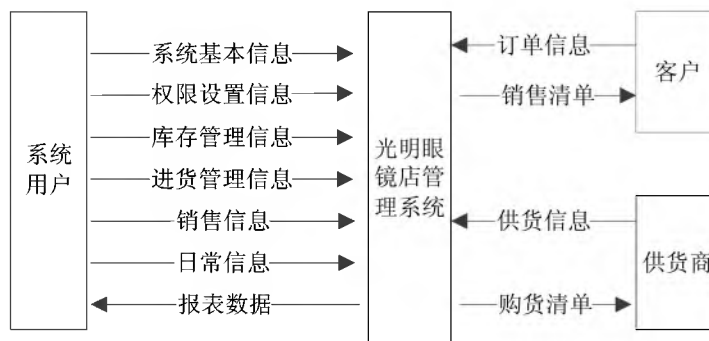 系统
用户
系统基本信息
权限设置信息
库存管理信息
进货管理信息
销售信息
日常信息
报表数据
光明眼
镜店管
理系统
订单信息
销售清单
供货信息
购货清单
客户
供货商